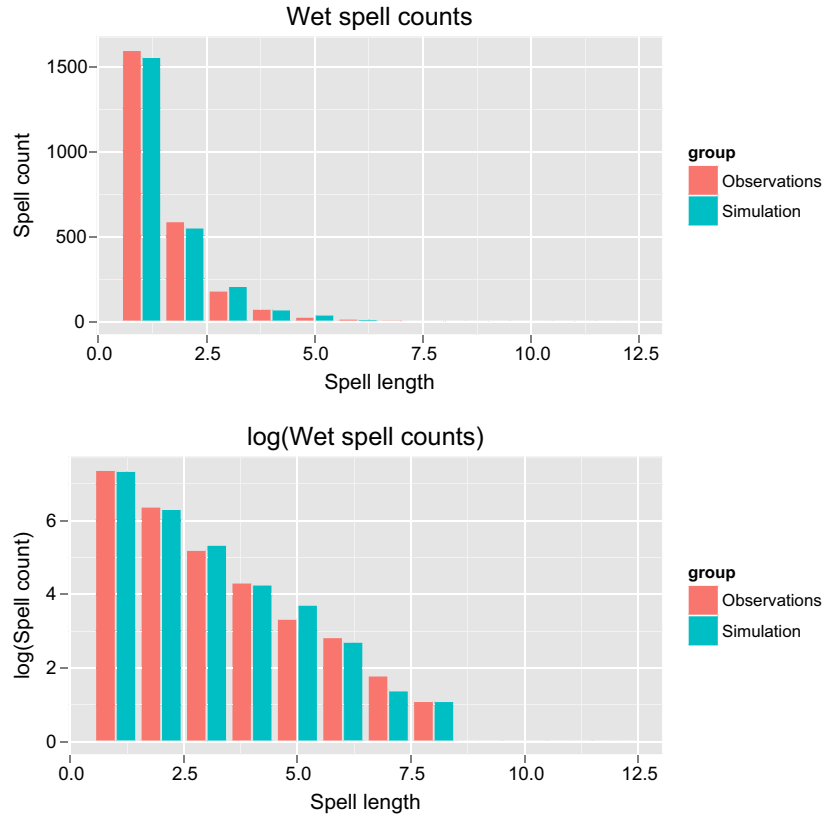 Wet spell counts
1500
1000
500
0
Spell count
0.0 2.5 5.0 7.5 10.0 12.5
Spell length
group
Observations
Simulation
log(Wet spell counts)
6
4
2
0
log(Spell count)
0.0 2.5 5.0 7.5 10.0 12.5
Spell length
group
Observations
Simulation